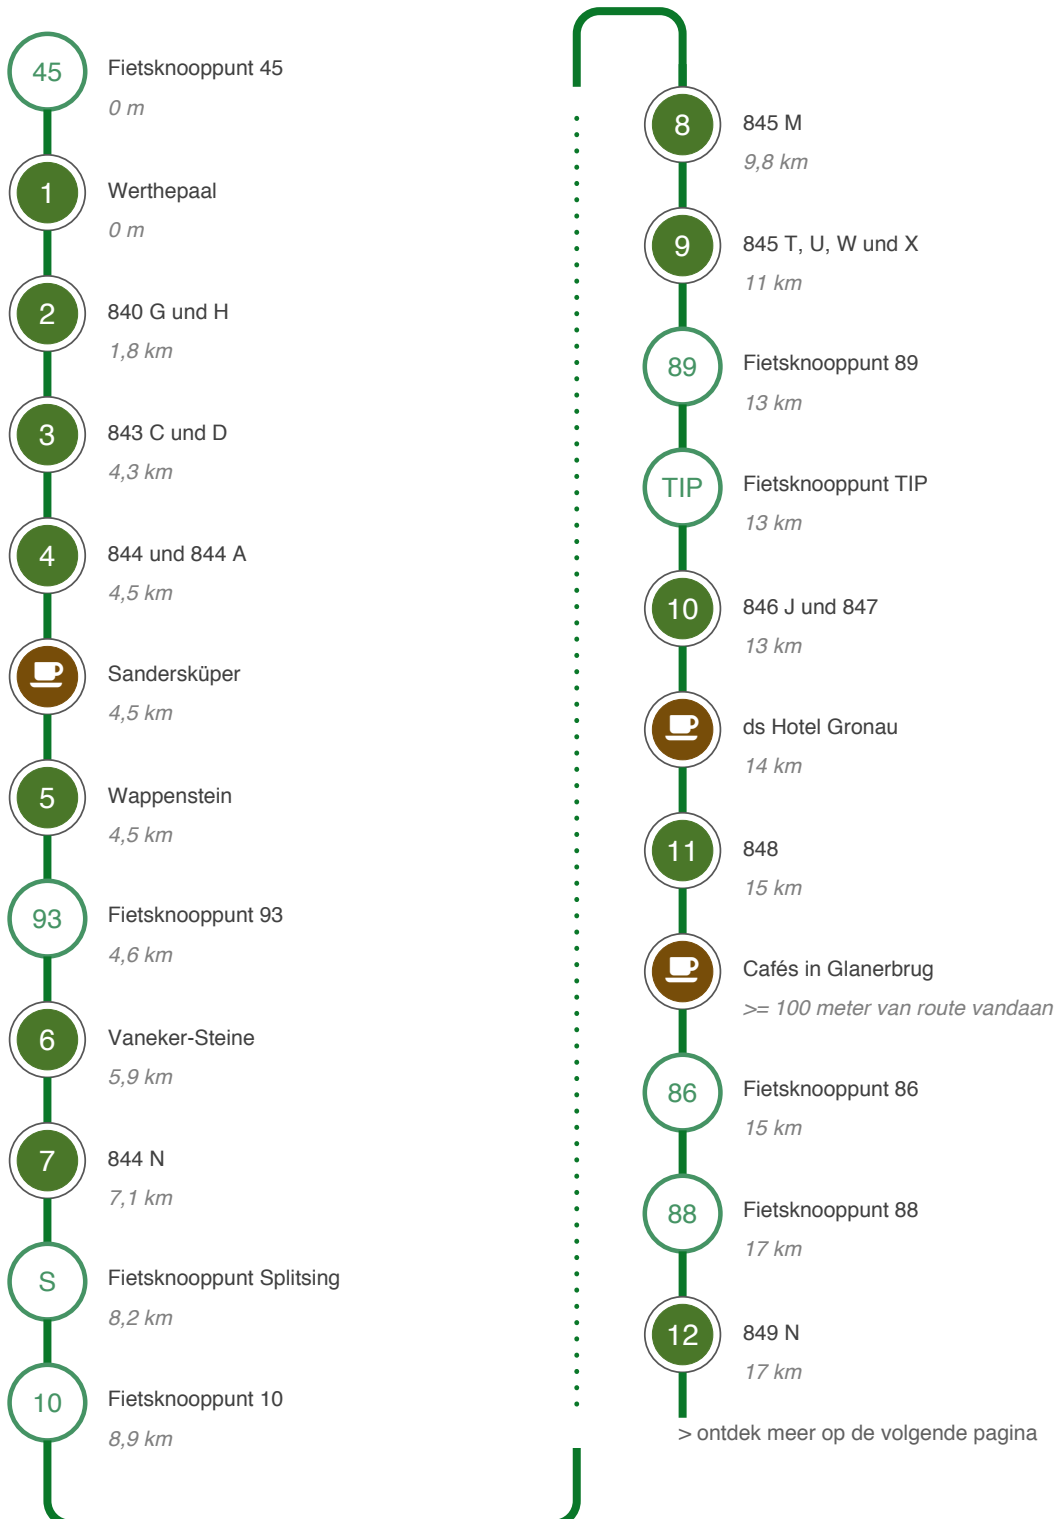 45
Fietsknooppunt 45
0 m
1
Werthepaal
0 m
2
840 G und H
1,8 km
3
843 C und D
4,3 km
4
844 und 844 A
4,5 km
Sandersküper
4,5 km
5
Wappenstein
4,5 km
93
Fietsknooppunt 93
4,6 km
6
Vaneker-Steine
5,9 km
7
844 N
7,1 km
S
Fietsknooppunt Splitsing
8,2 km
10
Fietsknooppunt 10
8,9 km
8
845 M
9,8 km
9
845 T, U, W und X
11 km
89
Fietsknooppunt 89
13 km
TIP
Fietsknooppunt TIP
13 km
10
846 J und 847
13 km
ds Hotel Gronau
14 km
11
848
15 km
Cafés in Glanerbrug
>= 100 meter van route vandaan
86
Fietsknooppunt 86
15 km
88
Fietsknooppunt 88
17 km
12
849 N
17 km
> ontdek meer op de volgende pagina